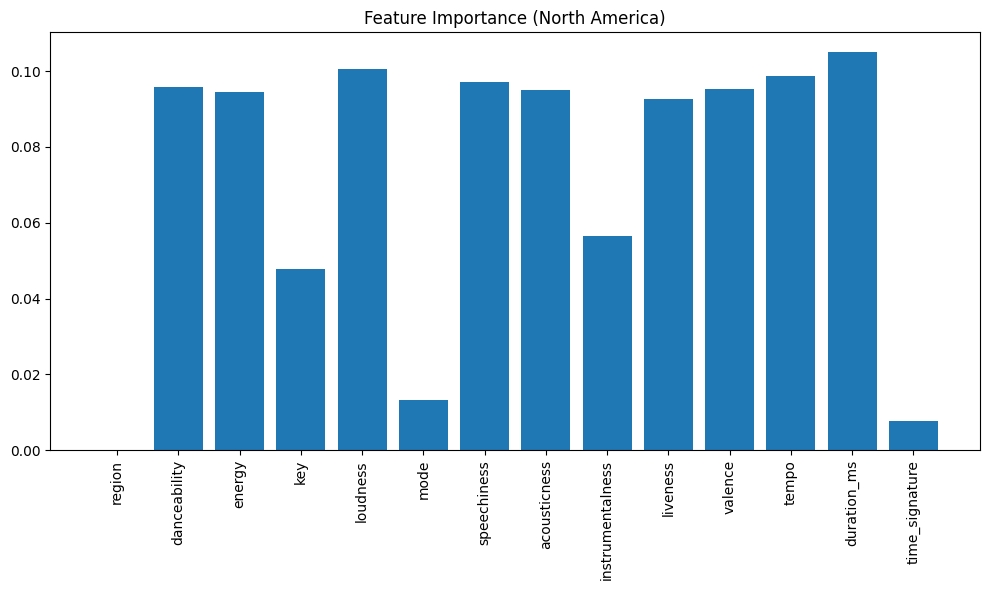 Feature Importance (North America)
0.10
0.08
0.06
0.04
0.02
0.00
region
danceability
energy
key
loudness
mode
speechiness
acousticness
instrumentalness
liveness
valence
tempo
duration_ms
time_signature